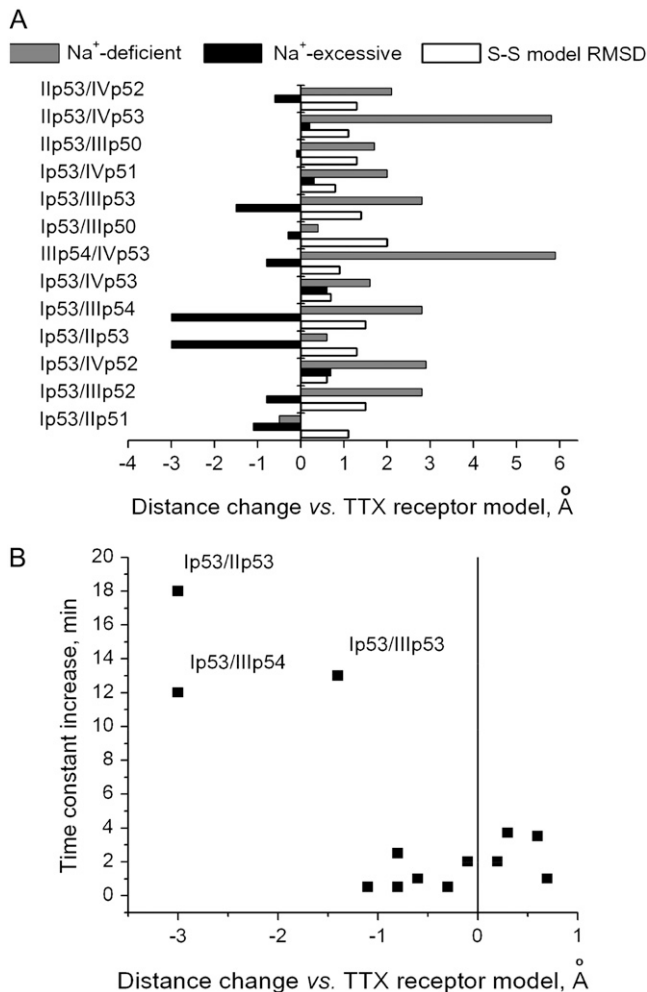 A
Na⁺-deficient Na⁺-excessive S-S model RMSD
IIp53/IVp52
IIp53/IVp53
IIp53/IIIp50
Ip53/IVp51
Ip53/IIIp53
Ip53/IIIp50
IIIp54/IVp53
Ip53/IVp53
Ip53/IIIp54
Ip53/IIp53
Ip53/IVp52
Ip53/IIIp52
Ip53/IIp51
-4 -3 -2 -1 0 1 2 3 4 5 6
Distance change vs. TTX receptor model, Å
B
20
18
16
14
12
10
8
6
4
2
0
Time constant increase, min
Ip53/IIp53
Ip53/IIIp53
Ip53/IIIp54
-3 -2 -1 0 1
Distance change vs. TTX receptor model, Å